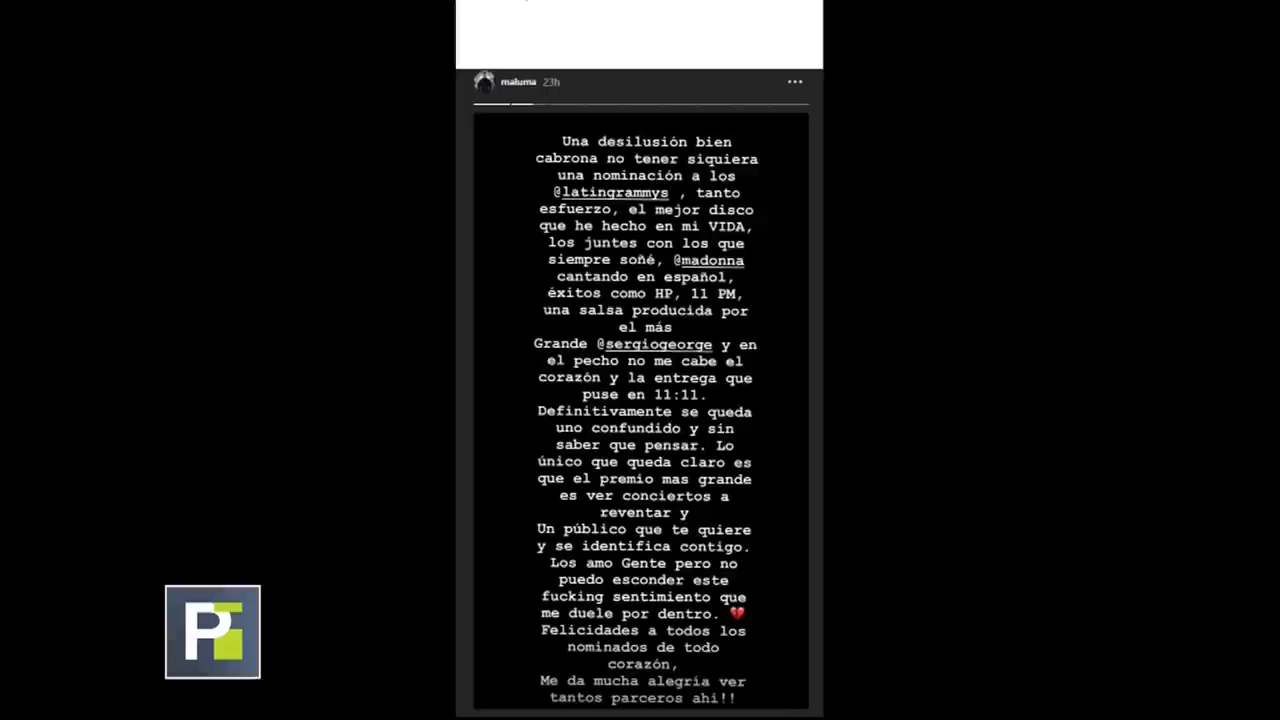 maluma 23h
Una desilusión bien
cabrona no tener siquiera
una nominación a los
@latingrammys , tanto
esfuerzo, el mejor disco
que he hecho en mi VIDA,
los juntes con los que
siempre soñé, @madonna
cantando en español,
éxitos como HP, 11 PM,
una salsa producida por
el más
Grande @sergiogeorge y en
el pecho no me cabe el
corazón y la entrega que
puse en 11:11.
Definitivamente se queda
uno confundido y sin
saber que pensar. Lo
único que queda claro es
que el premio mas grande
es ver conciertos a
reventar y
Un público que te quiere
y se identifica contigo.
Los amo Gente pero no
puedo esconder este
fucking sentimiento que
me duele por dentro. 💔
Felicidades a todos los
nominados de todo
corazón,
Me da mucha alegría ver
tantos parceros ahi!!
P